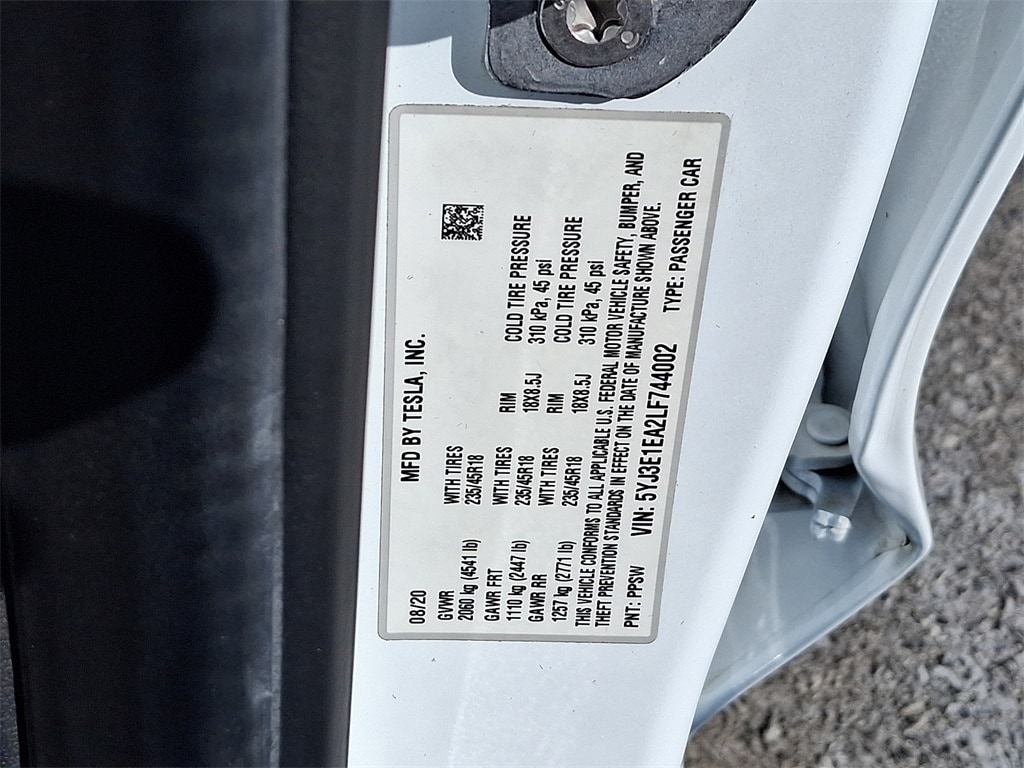 MFD BY TESLA, INC.
08/20
GVWR WITH TIRES RIM COLD TIRE PRESSURE
2060 kg (4541 lb) 235/45R18 18X8.5J 310 kPa, 45 psi
GAWR FRT WITH TIRES RIM COLD TIRE PRESSURE
1110 kg (2447 lb) 235/45R18 18X8.5J 310 kPa, 45 psi
GAWR RR WITH TIRES
1257 kg (2771 lb) 235/45R18
THIS VEHICLE CONFORMS TO ALL APPLICABLE U.S. FEDERAL MOTOR VEHICLE SAFETY, BUMPER, AND
THEFT PREVENTION STANDARDS IN EFFECT ON THE DATE OF MANUFACTURE SHOWN ABOVE.
PNT: PPSW VIN: 5YJ3E1EA2LF744002 TYPE: PASSENGER CAR